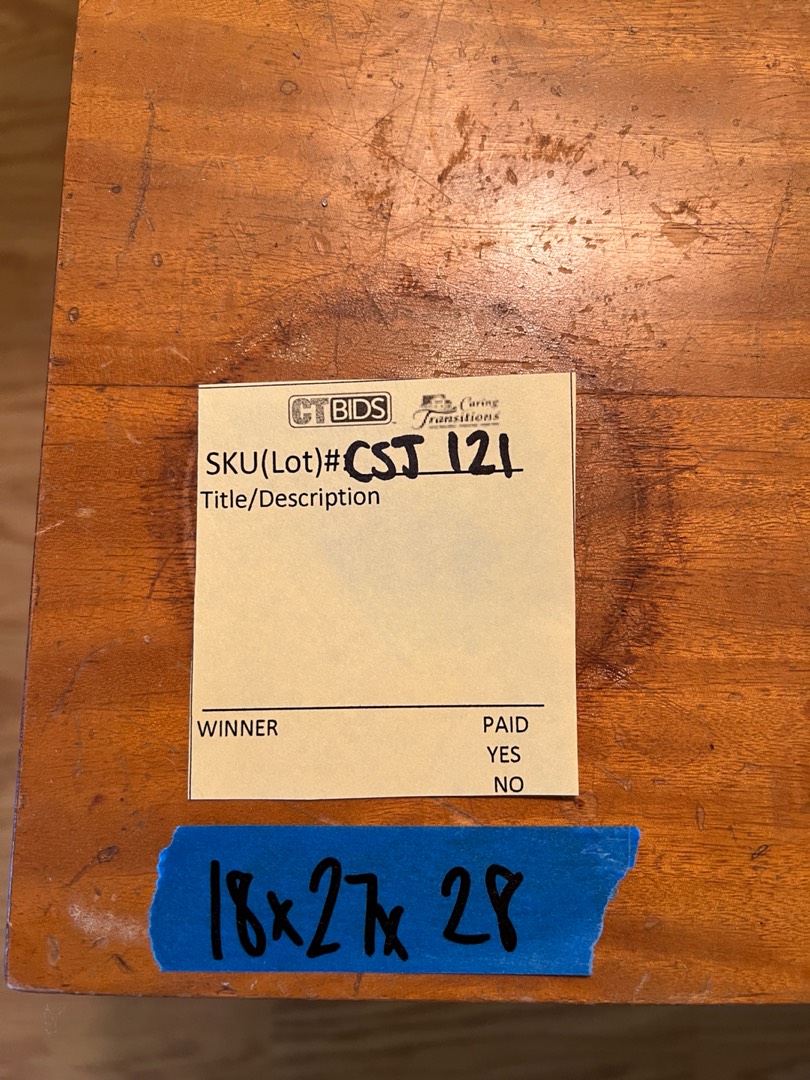 CTBIDS Caring Transitions
SKU(Lot)# CSJ 121
Title/Description
WINNER PAID
YES
NO
18x27x 28